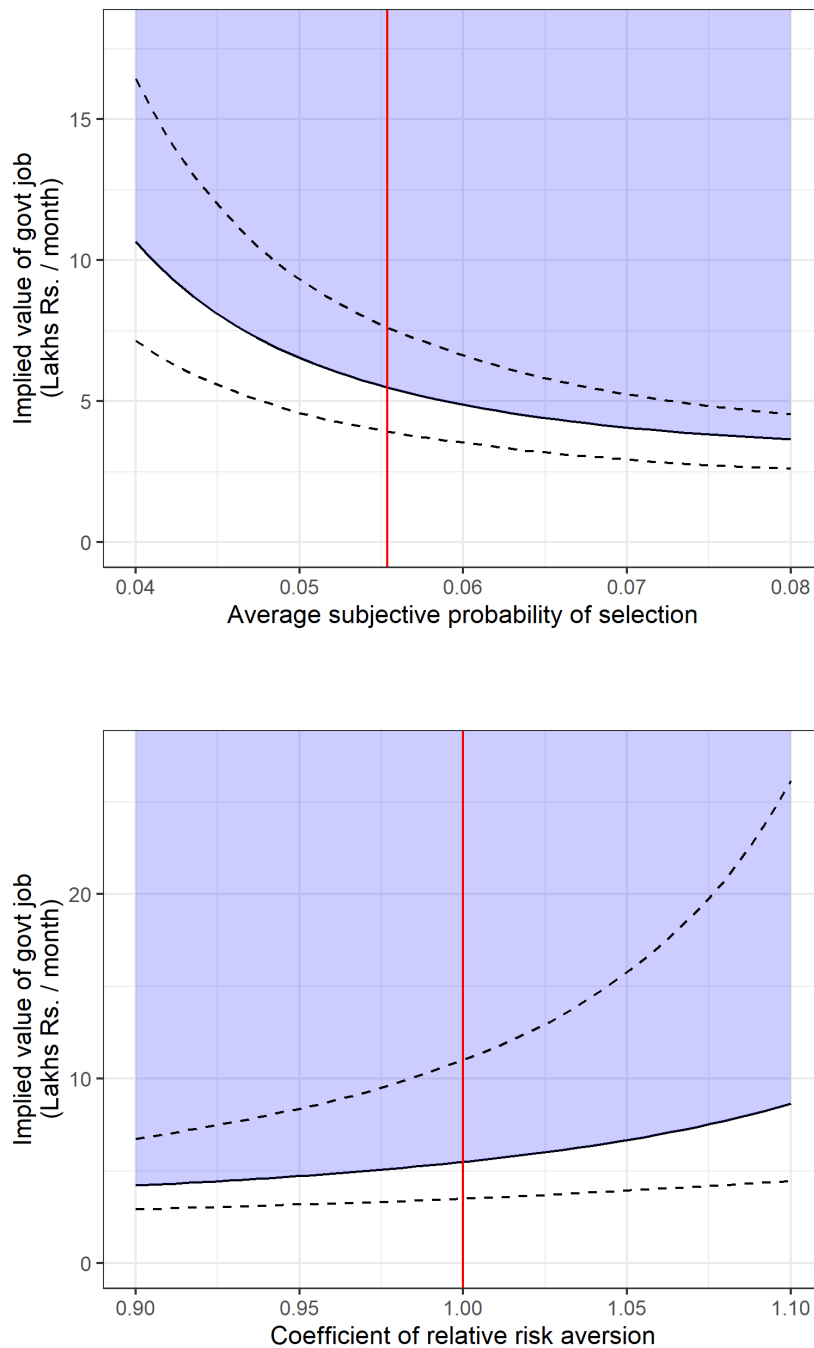 Implied value of govt job
(Lakhs Rs. / month)
15
10
5
0
0.04 0.05 0.06 0.07 0.08
Average subjective probability of selection
Implied value of govt job
(Lakhs Rs. / month)
20
10
0
0.90 0.95 1.00 1.05 1.10
Coefficient of relative risk aversion